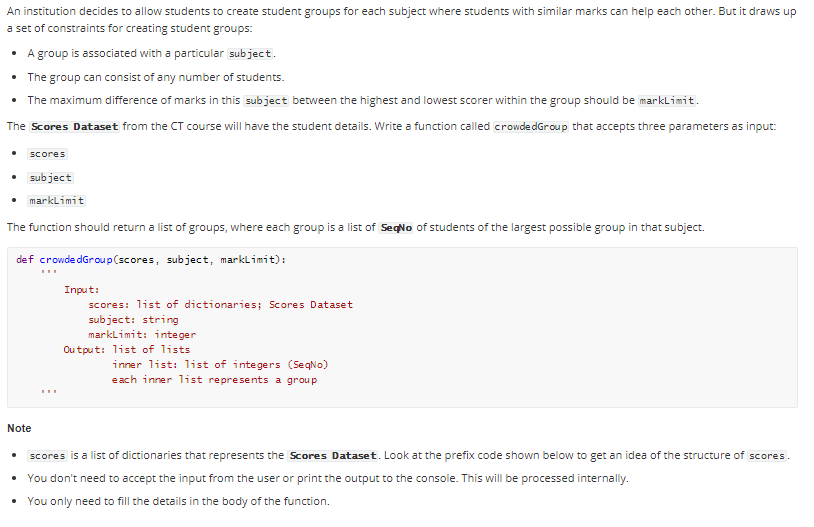 An institution decides to allow students to create student groups for each subject where students with similar marks can help each other. But it draws up
a set of constraints for creating student groups:
• A group is associated with a particular subject.
• The group can consist of any number of students.
• The maximum difference of marks in this subject between the highest and lowest scorer within the group should be markLimit.
The Scores Dataset from the CT course will have the student details. Write a function called crowdedGroup that accepts three parameters as input:
• scores
• subject
• markLimit
The function should return a list of groups, where each group is a list of SeqNo of students of the largest possible group in that subject.
def crowdedGroup(scores, subject, markLimit):
'''
Input:
scores: list of dictionaries; Scores Dataset
subject: string
markLimit: integer
Output: list of lists
inner list: list of integers (SeqNo)
each inner list represents a group
'''
Note
• scores is a list of dictionaries that represents the Scores Dataset. Look at the prefix code shown below to get an idea of the structure of scores.
• You don't need to accept the input from the user or print the output to the console. This will be processed internally.
• You only need to fill the details in the body of the function.